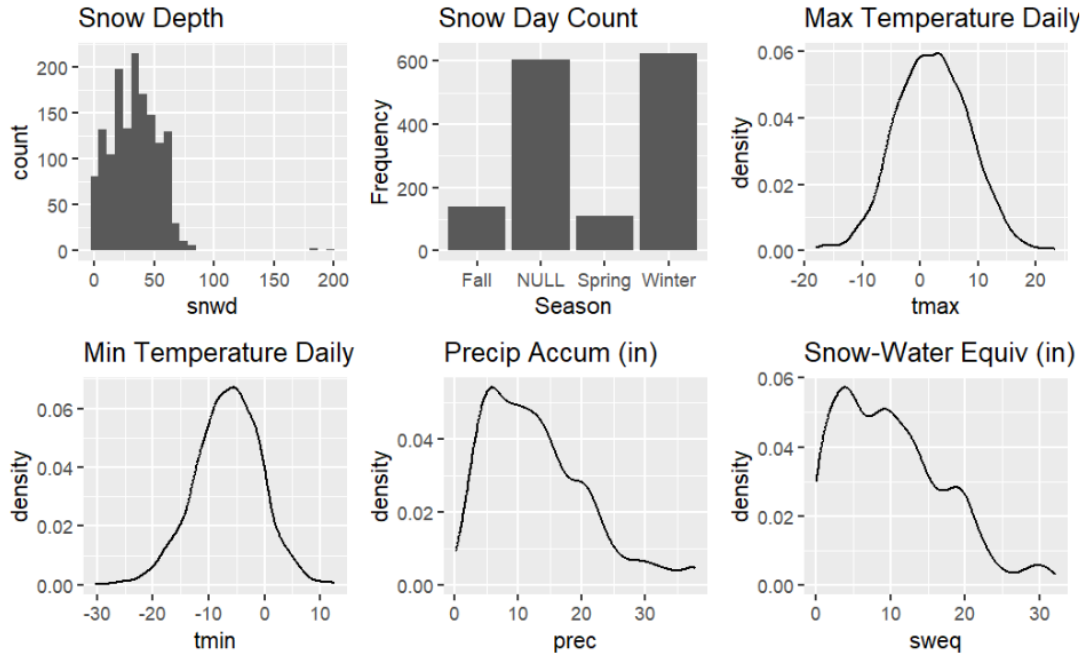 Snow Depth
count
200
150
100
50
0
0 50 100 150 200
snwd
Snow Day Count
Frequency
600
400
200
0
Fall NULL Spring Winter
Season
Max Temperature Daily
density
0.06
0.04
0.02
0.00
-20 -10 0 10 20
tmax
Min Temperature Daily
density
0.06
0.04
0.02
0.00
-30 -20 -10 0 10
tmin
Precip Accum (in)
density
0.04
0.02
0.00
0 10 20 30
prec
Snow-Water Equiv (in)
density
0.06
0.04
0.02
0.00
0 10 20 30
sweq